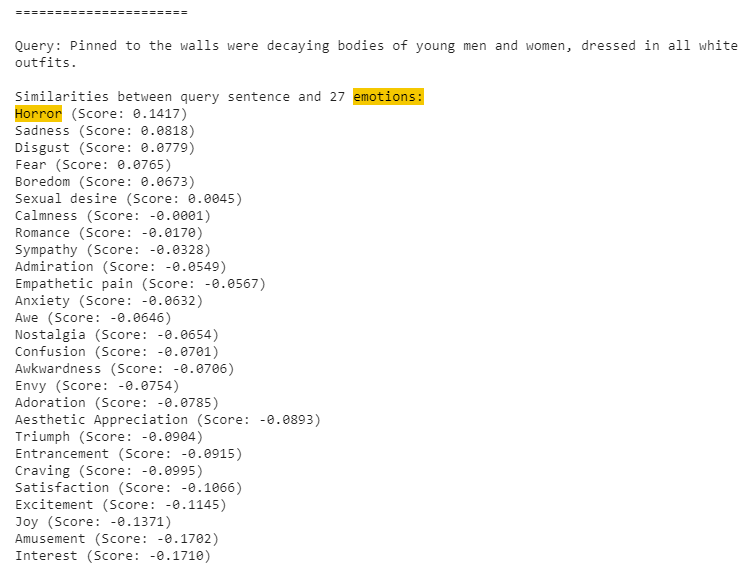 ======================
Query: Pinned to the walls were decaying bodies of young men and women, dressed in all white
outfits.
Similarities between query sentence and 27 emotions:
Horror (Score: 0.1417)
Sadness (Score: 0.0818)
Disgust (Score: 0.0779)
Fear (Score: 0.0765)
Boredom (Score: 0.0673)
Sexual desire (Score: 0.0045)
Calmness (Score: -0.0001)
Romance (Score: -0.0170)
Sympathy (Score: -0.0328)
Admiration (Score: -0.0549)
Empathetic pain (Score: -0.0567)
Anxiety (Score: -0.0632)
Awe (Score: -0.0646)
Nostalgia (Score: -0.0654)
Confusion (Score: -0.0701)
Awkwardness (Score: -0.0706)
Envy (Score: -0.0754)
Adoration (Score: -0.0785)
Aesthetic Appreciation (Score: -0.0893)
Triumph (Score: -0.0904)
Entrancement (Score: -0.0915)
Craving (Score: -0.0995)
Satisfaction (Score: -0.1066)
Excitement (Score: -0.1145)
Joy (Score: -0.1371)
Amusement (Score: -0.1702)
Interest (Score: -0.1710)